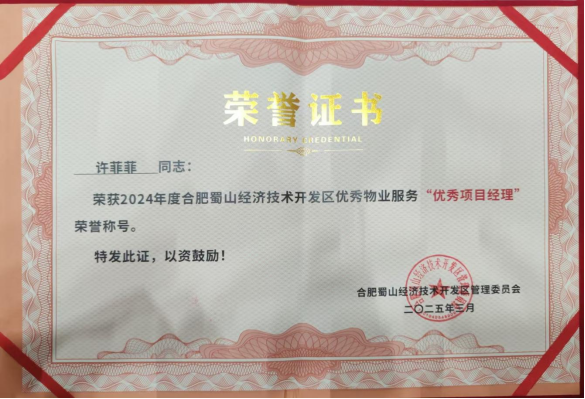 荣誉证书
HONORARY CREDENTIAL
许菲菲 同志：
荣获2024年度合肥蜀山经济技术开发区优秀物业服务“优秀项目经理”
荣誉称号。
特发此证，以资鼓励！
合肥蜀山经济技术开发区管理委员会
二〇二五年三月